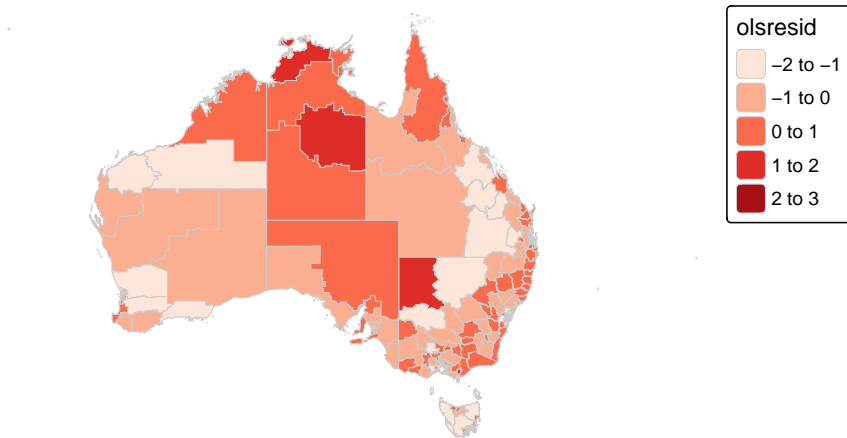 olsresid
−2 to −1
−1 to 0
0 to 1
1 to 2
2 to 3